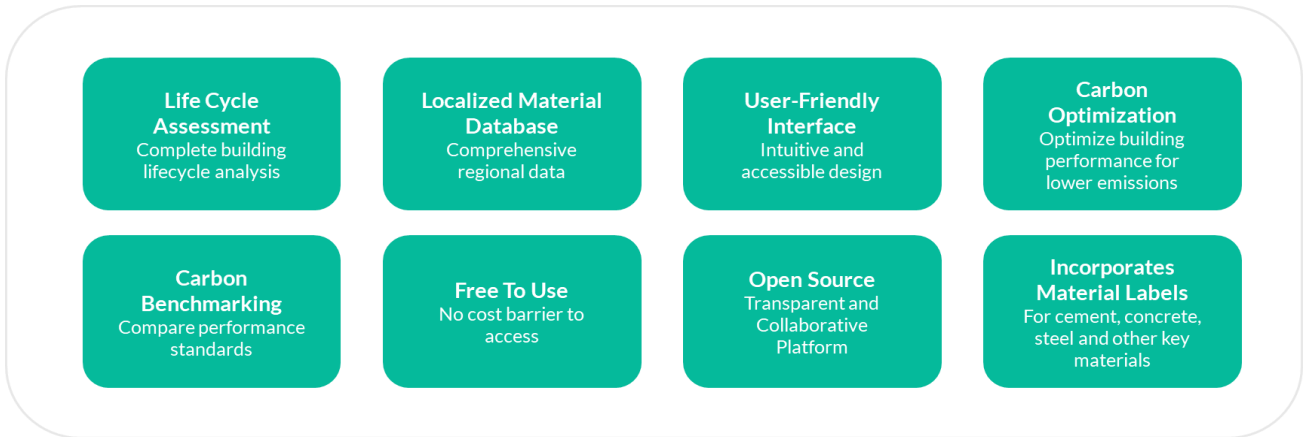 Life Cycle
Assessment
Complete building
lifecycle analysis
Localized Material
Database
Comprehensive
regional data
User-Friendly
Interface
Intuitive and
accessible design
Carbon
Optimization
Optimize building
performance for
lower emissions
Carbon
Benchmarking
Compare performance
standards
Free To Use
No cost barrier to
access
Open Source
Transparent and
Collaborative
Platform
Incorporates
Material Labels
For cement, concrete,
steel and other key
materials